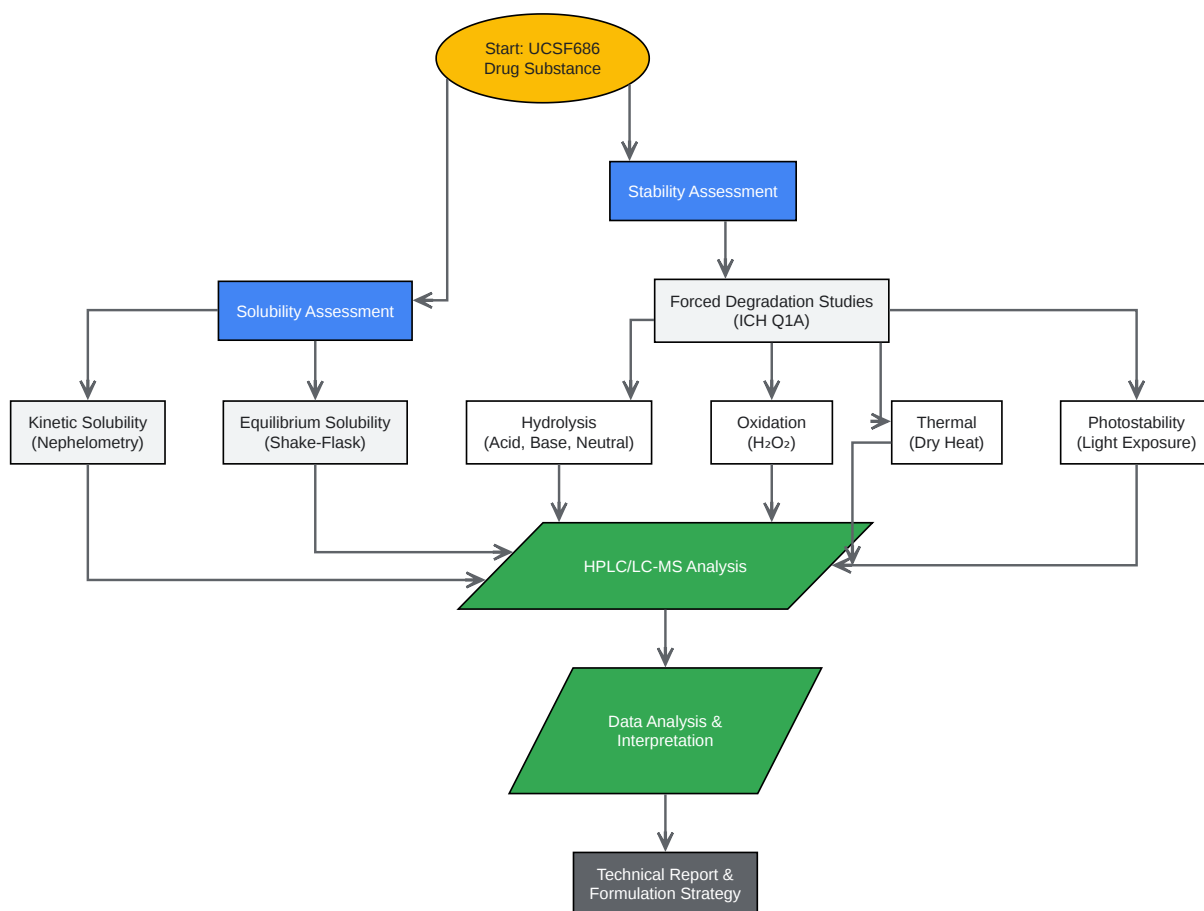 Start: UCSF686
Drug Substance
Stability Assessment
Solubility Assessment
Forced Degradation Studies
(ICH Q1A)
Kinetic Solubility
(Nephelometry)
Equilibrium Solubility
(Shake-Flask)
Hydrolysis
(Acid, Base, Neutral)
Oxidation
(H₂O₂)
Thermal
(Dry Heat)
Photostability
(Light Exposure)
HPLC/LC-MS Analysis
Data Analysis &
Interpretation
Technical Report &
Formulation Strategy